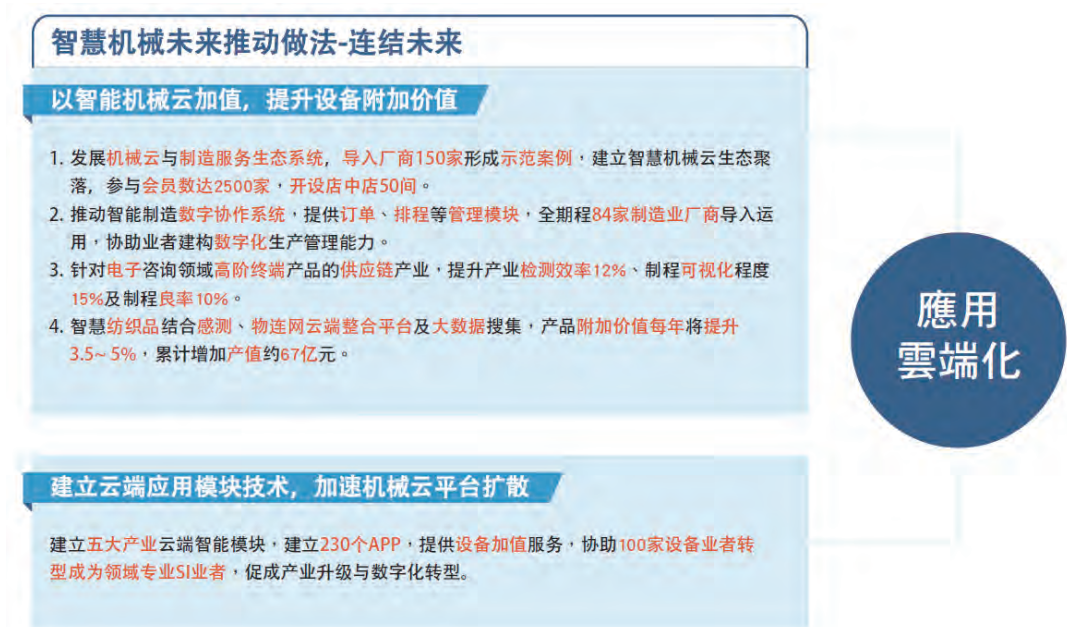 智慧机械未来推动做法-连结未来
以智能机械云加值，提升设备附加价值
1. 发展机械云与制造服务生态系统，导入厂商150家形成示范案例，建立智慧机械云生态聚
落，参与会员数达2500家，开设店中店50间。
2. 推动智能制造数字协作系统，提供订单、排程等管理模块，全期程84家制造业厂商导入运
用，协助业者建构数字化生产管理能力。
3. 针对电子咨询领域高阶终端产品的供应链产业，提升产业检测效率12%、制程可视化程度
15%及制程良率10%。
4. 智慧纺织品结合感测、物连网云端整合平台及大数据搜集，产品附加价值每年将提升
3.5~ 5%，累计增加产值约67亿元。
應用
雲端化
建立云端应用模块技术，加速机械云平台扩散
建立五大产业云端智能模块，建立230个APP，提供设备加值服务，协助100家设备业者转
型成为领域专业SI业者，促成产业升级与数字化转型。